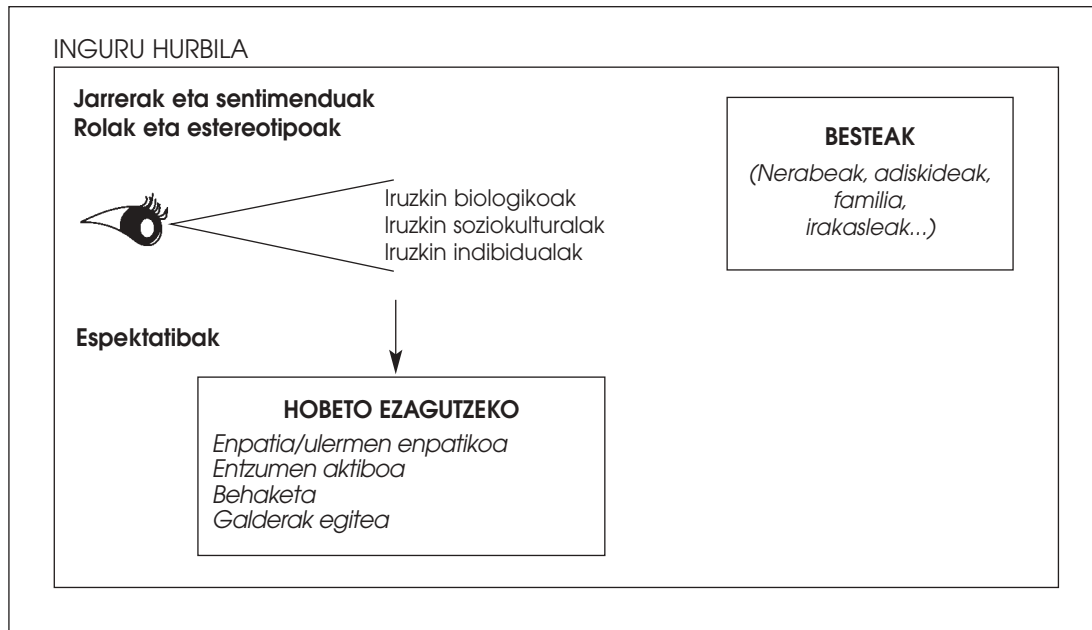 INGURU HURBILA
Jarrerak eta sentimenduak
Rolak eta estereotipoak
BESTEAK
(Nerabeak, adiskideak,
familia,
irakasleak...)
Iruzkin biologikoak
Iruzkin soziokulturalak
Iruzkin indibidualak
Espektatibak
HOBETO EZAGUTZEKO
Enpatia/ulermen enpatikoa
Entzumen aktiboa
Behaketa
Galderak egitea